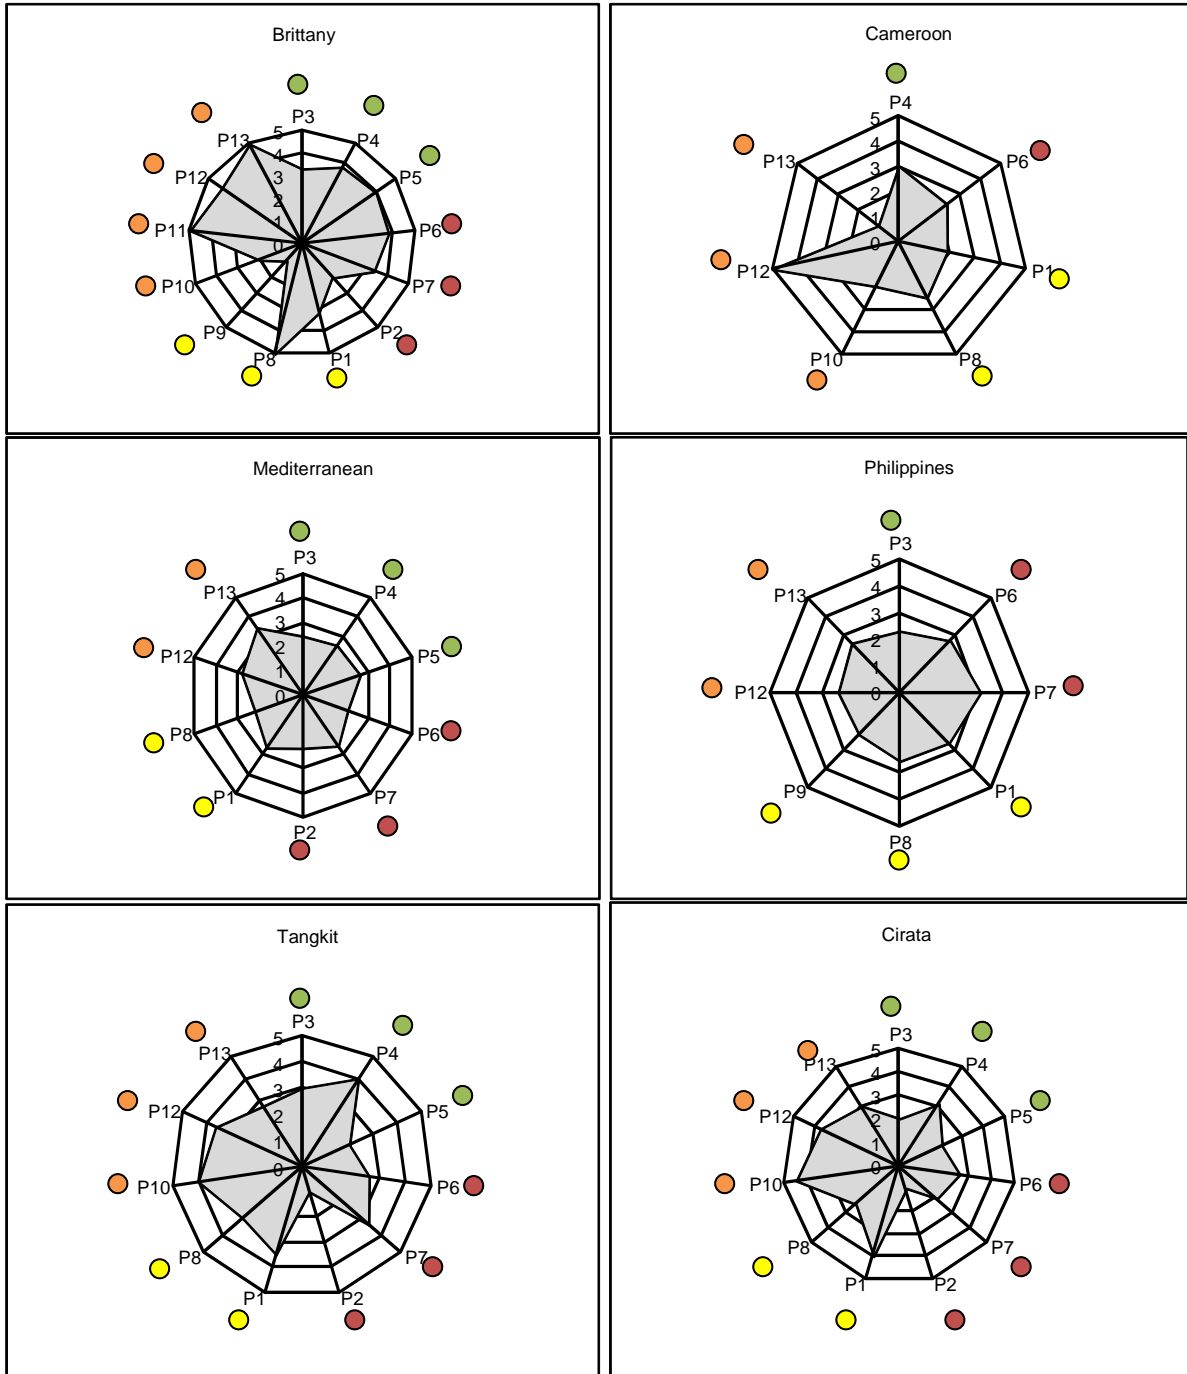 Brittany
P3
P4
P5
P6
P7
P2
P1
P8
P9
P10
P11
P12
P13
5
4
3
2
1
0
Cameroon
P4
P6
P1
P8
P10
P12
P13
5
4
3
2
1
0
Mediterranean
P3
P4
P5
P6
P7
P2
P1
P8
P12
P13
5
4
3
2
1
0
Philippines
P3
P6
P7
P1
P8
P9
P12
P13
5
4
3
2
1
0
Tangkit
P3
P4
P5
P6
P7
P2
P1
P8
P10
P12
P13
5
4
3
2
1
0
Cirata
P3
P4
P5
P6
P7
P2
P1
P8
P10
P12
P13
5
4
3
2
1
0